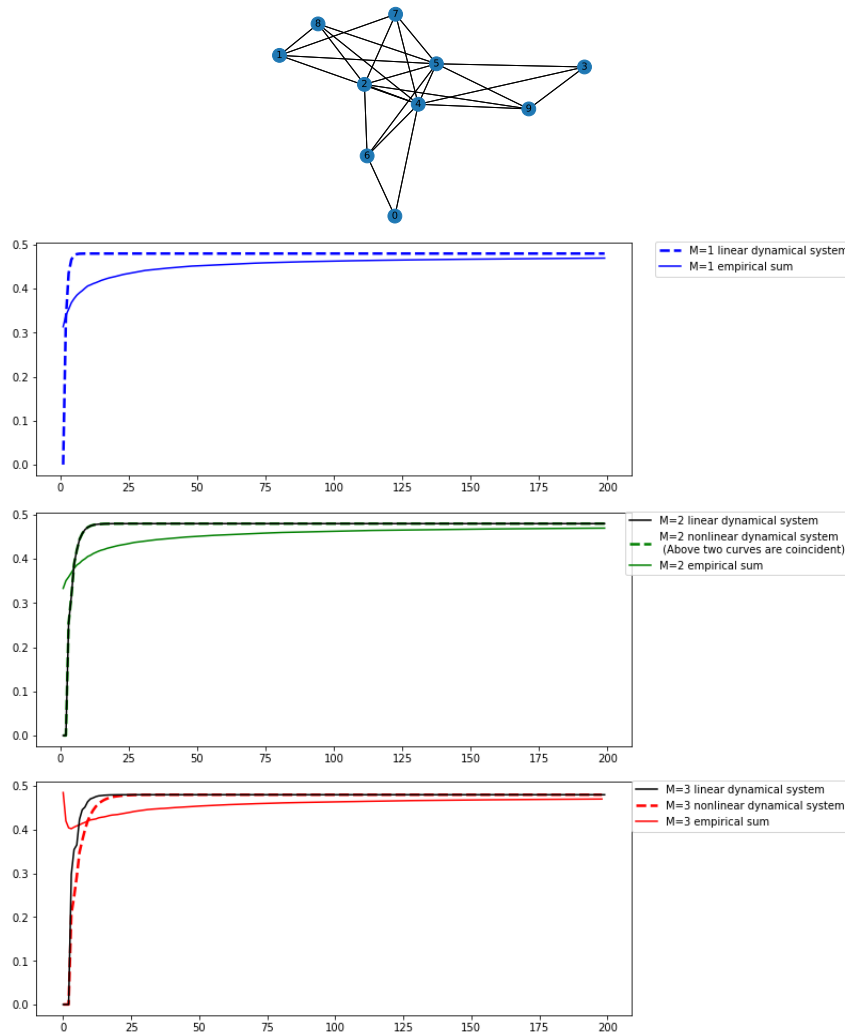 7
8
1
5
3
2
4
9
6
0
0.5
0.4
0.3
0.2
0.1
0.0
0 25 50 75 100 125 150 175 200
M=1 linear dynamical system
M=1 empirical sum
0.5
0.4
0.3
0.2
0.1
0.0
0 25 50 75 100 125 150 175 200
M=2 linear dynamical system
M=2 nonlinear dynamical system
(Above two curves are coincident)
M=2 empirical sum
0.5
0.4
0.3
0.2
0.1
0.0
0 25 50 75 100 125 150 175 200
M=3 linear dynamical system
M=3 nonlinear dynamical system
M=3 empirical sum